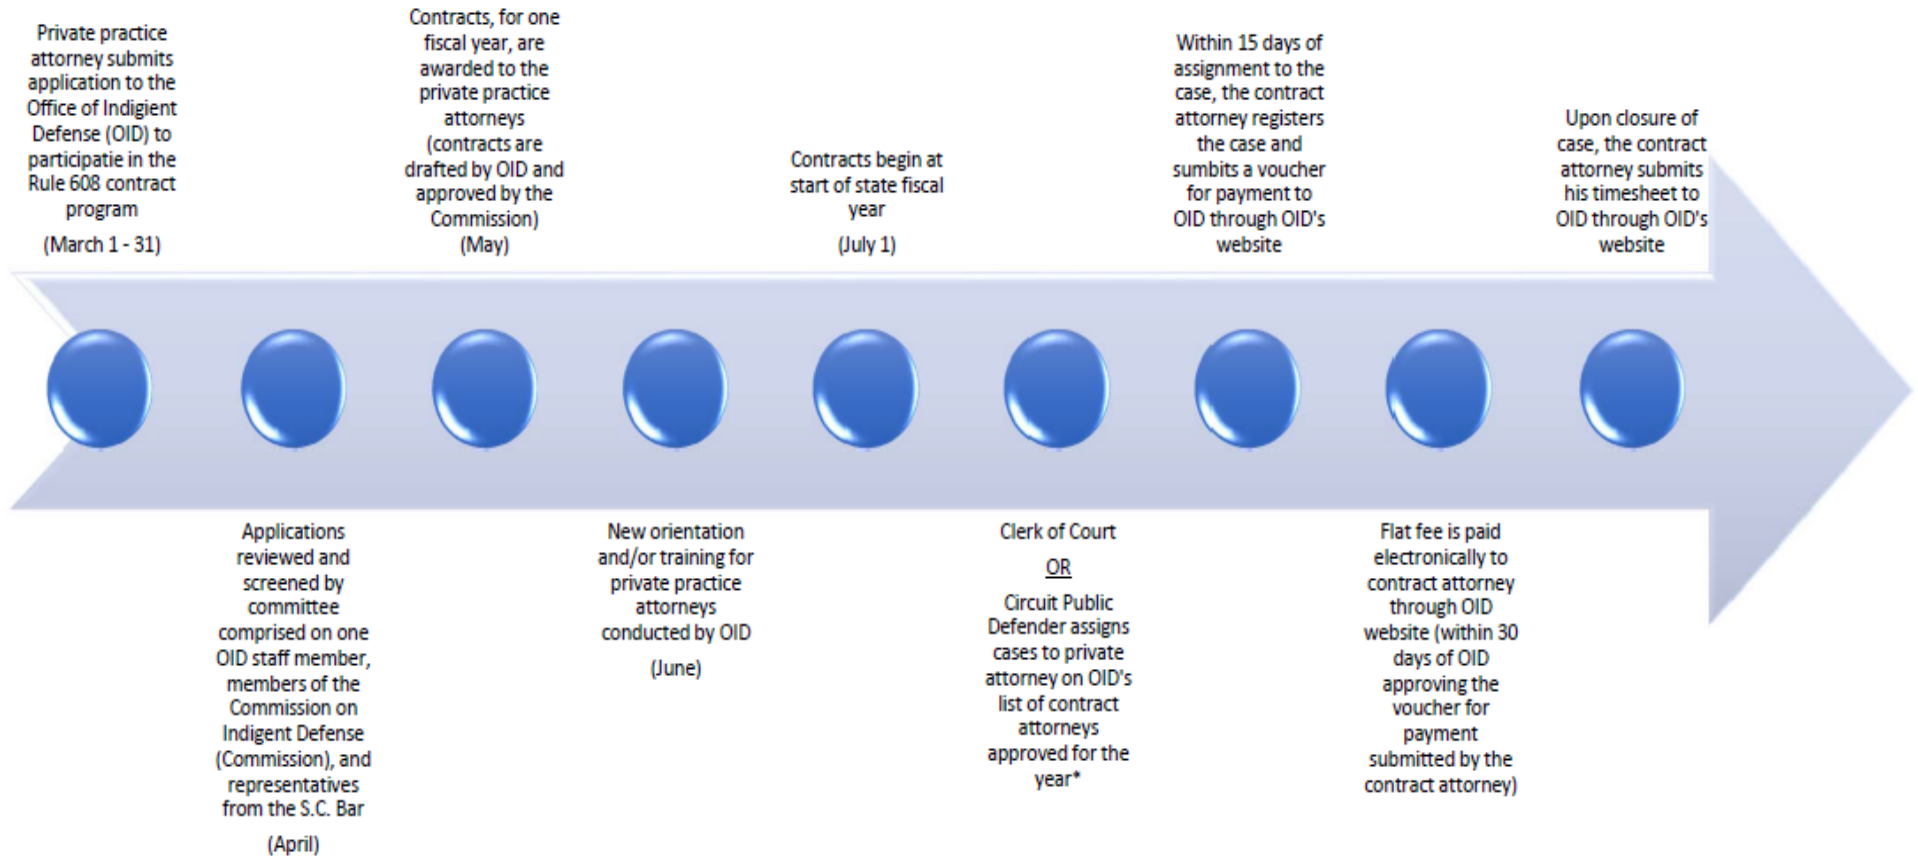 Private practice
attorney submits
application to the
Office of Indigient
Defense (OID) to
participatie in the
Rule 608 contract
program
(March 1 - 31)
Applications
reviewed and
screened by
committee
comprised on one
OID staff member,
members of the
Commission on
Indigent Defense
(Commission), and
representatives
from the S.C. Bar
(April)
Contracts, for one
fiscal year, are
awarded to the
private practice
attorneys
(contracts are
drafted by OID and
approved by the
Commission)
(May)
New orientation
and/or training for
private practice
attorneys
conducted by OID
(June)
Contracts begin at
start of state fiscal
year
(July 1)
Clerk of Court
OR
Circuit Public
Defender assigns
cases to private
attorney on OID's
list of contract
attorneys
approved for the
year*
Within 15 days of
assignment to the
case, the contract
attorney registers
the case and
sumbits a voucher
for payment to
OID through OID's
website
Flat fee is paid
electronically to
contract attorney
through OID
website (within 30
days of OID
approving the
voucher for
payment
submitted by the
contract attorney)
Upon closure of
case, the contract
attorney submits
his timesheet to
OID through OID's
website